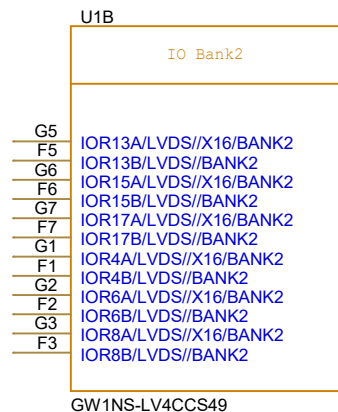 U1B
IO Bank2
G5 IOR13A/LVDS//X16/BANK2
F5 IOR13B/LVDS//BANK2
G6 IOR15A/LVDS//X16/BANK2
F6 IOR15B/LVDS//BANK2
G7 IOR17A/LVDS//X16/BANK2
F7 IOR17B/LVDS//BANK2
G1 IOR4A/LVDS//X16/BANK2
F1 IOR4B/LVDS//BANK2
G2 IOR6A/LVDS//X16/BANK2
F2 IOR6B/LVDS//BANK2
G3 IOR8A/LVDS//X16/BANK2
F3 IOR8B/LVDS//BANK2
GW1NS-LV4CCS49